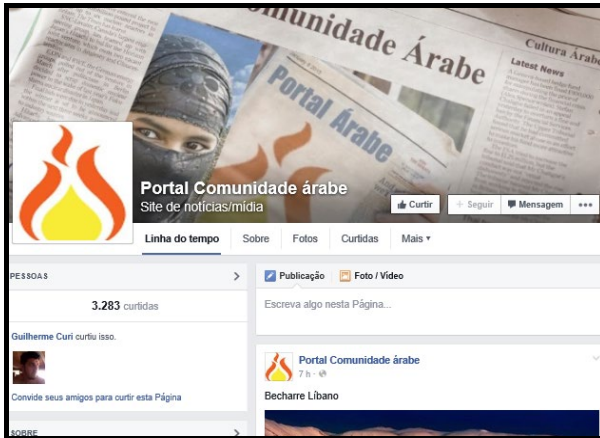 munidade Árabe
Cultura Árabe
Latest News
Portal Árabe
Portal Comunidade árabe
Site de notícias/mídia
Curtir
+ Seguir
Mensagem
Linha do tempo
Sobre
Fotos
Curtidas
Mais
PESSOAS
3.283 curtidas
Guilherme Curi curtiu isso.
Convide seus amigos para curtir esta Página
SOBRE
Publicação
Foto / Vídeo
Escreva algo nesta Página...
Portal Comunidade árabe
7 h
Becharre Líbano